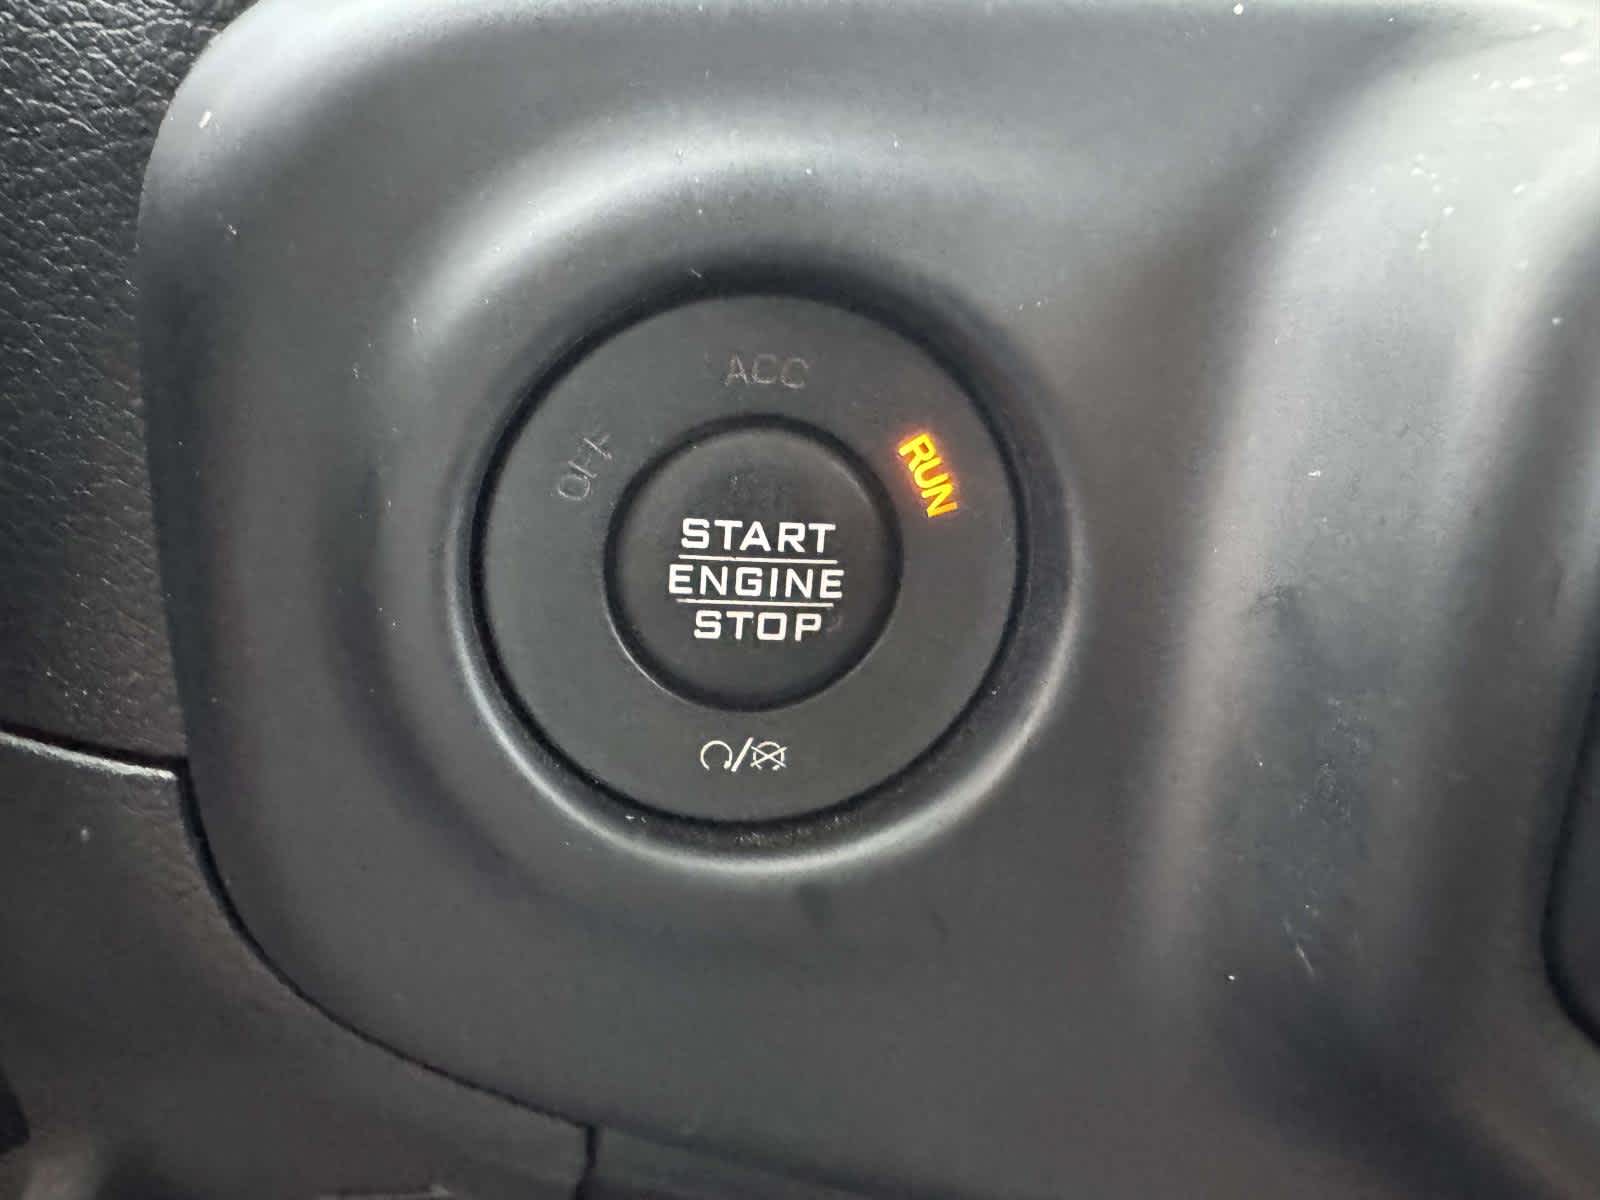 ACC
OFF
RUN
START
ENGINE
STOP